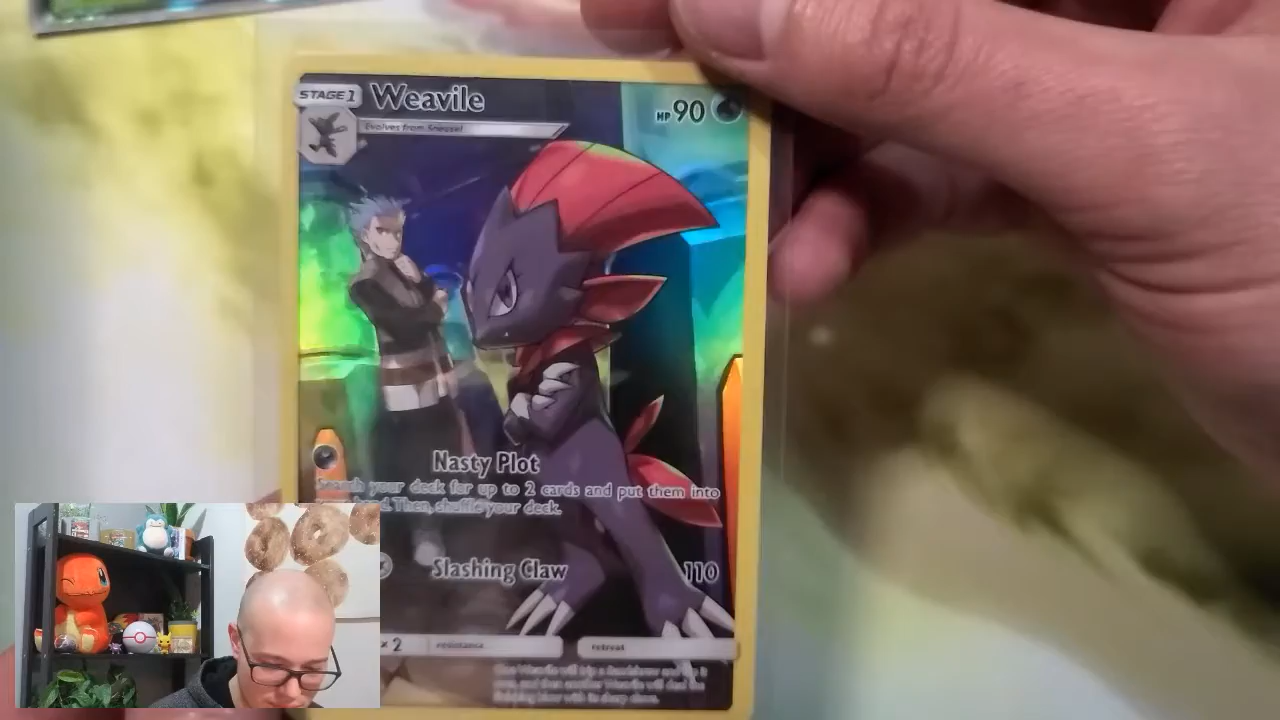 STAGE 1 Weavile HP 90
Evolves from Sneasel
Nasty Plot
Search your deck for up to 2 cards and put them into
Then, shuffle your deck.
Slashing Claw 110
×2 resistance retreat